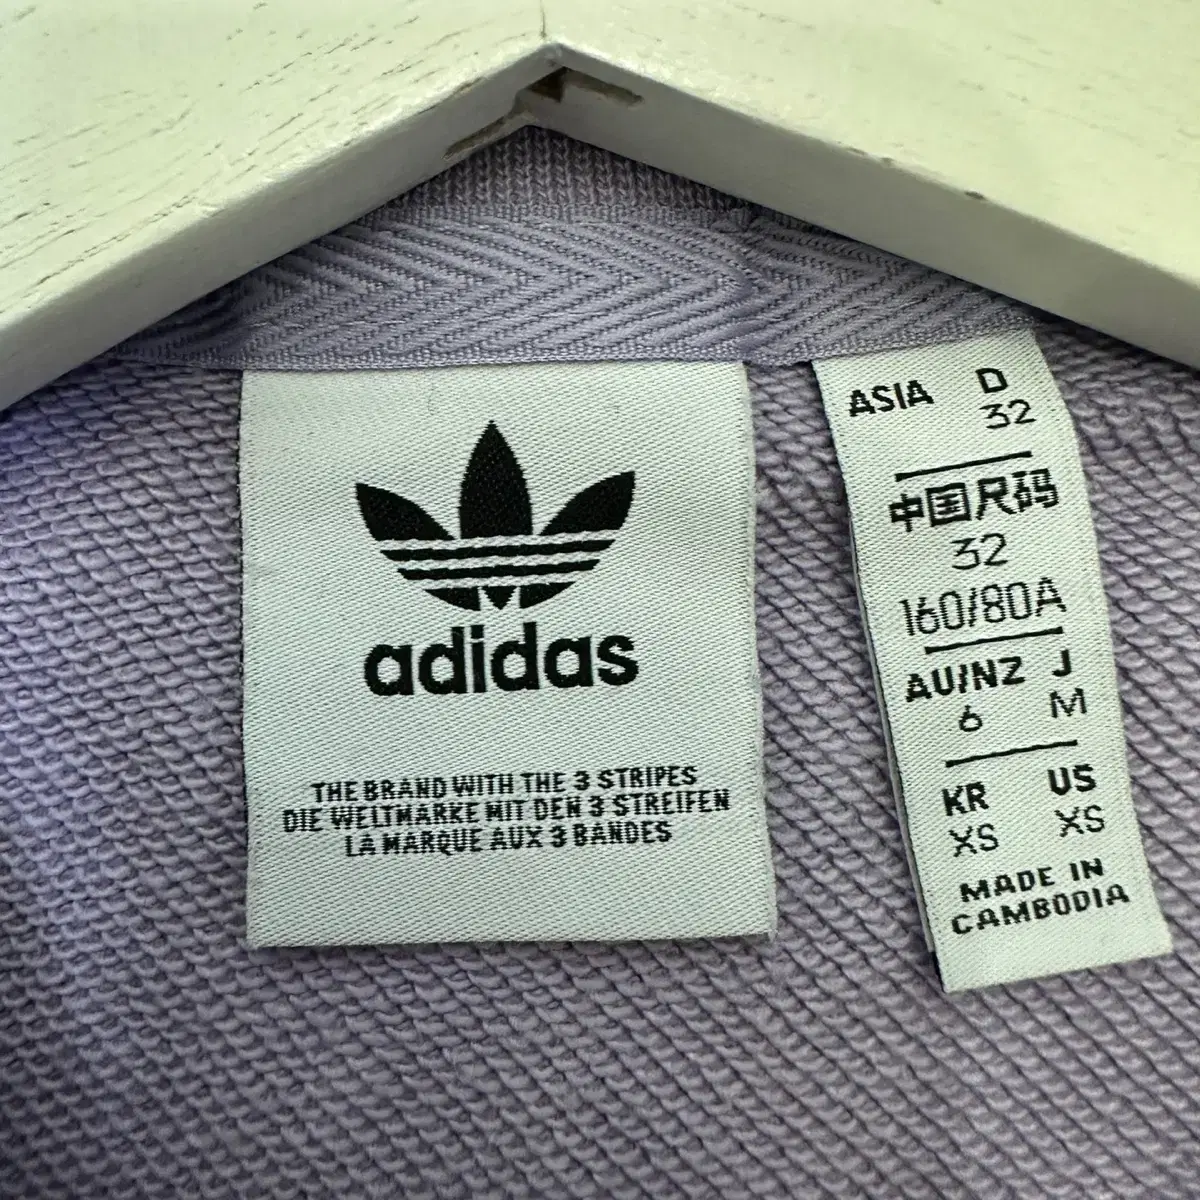 adidas
THE BRAND WITH THE 3 STRIPES
DIE WELTMARKE MIT DEN 3 STREIFEN
LA MARQUE AUX 3 BANDES
ASIA D
32
中国尺码
32
160/80A
AU/NZ J
6 M
KR US
XS XS
MADE IN
CAMBODIA